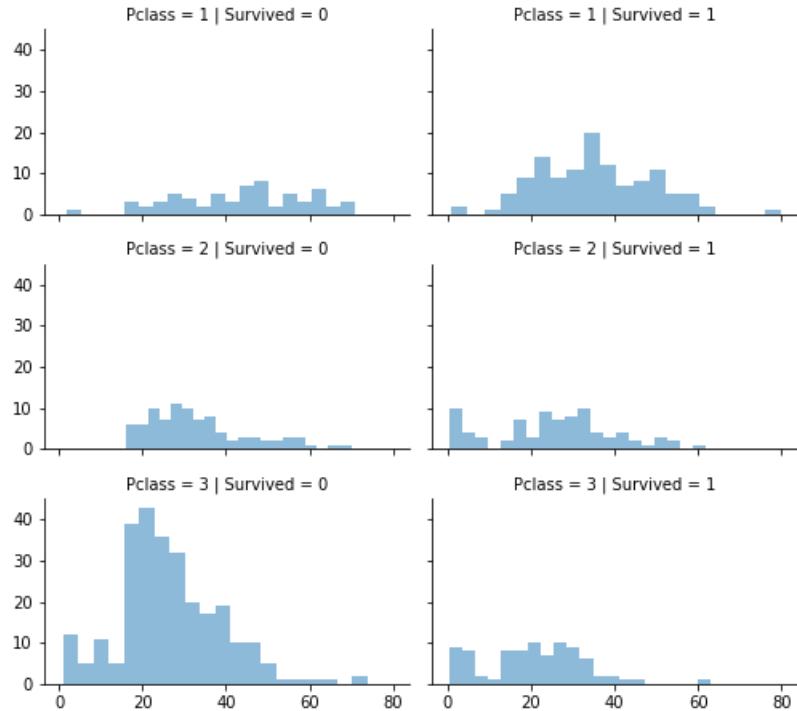 Pclass = 1 | Survived = 0
Pclass = 1 | Survived = 1
40
30
20
10
0
Pclass = 2 | Survived = 0
Pclass = 2 | Survived = 1
40
30
20
10
0
Pclass = 3 | Survived = 0
Pclass = 3 | Survived = 1
40
30
20
10
0
0 20 40 60 80
0 20 40 60 80